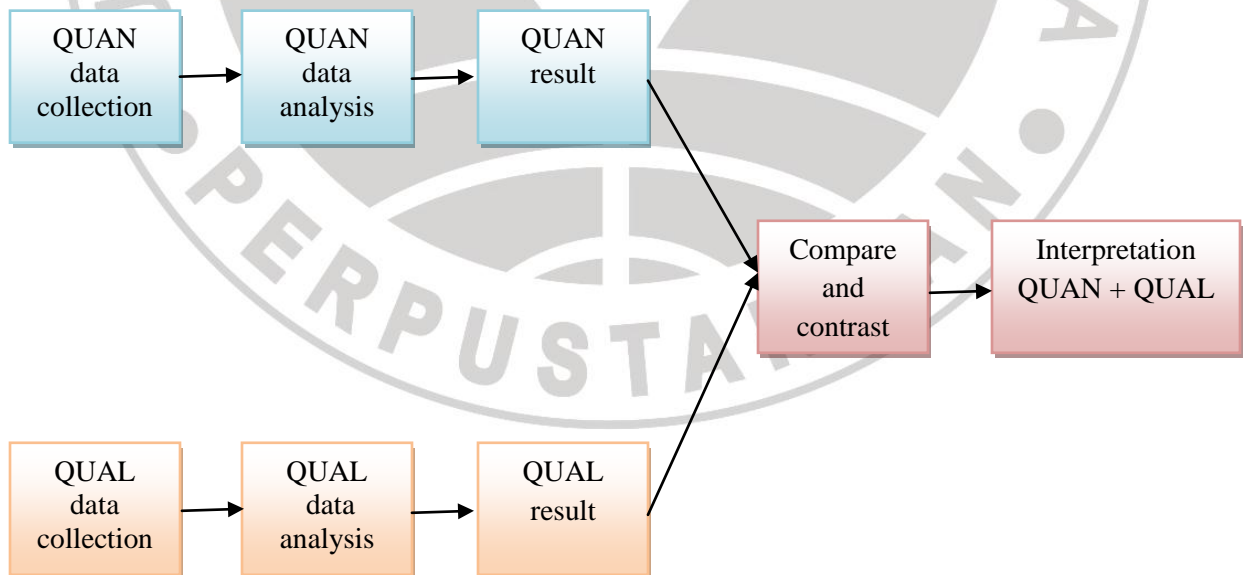 QUAN
data
collection
QUAN
data
analysis
QUAN
result
Compare
and
contrast
Interpretation
QUAN + QUAL
QUAL
data
collection
QUAL
data
analysis
QUAL
result
PERPUSTAKAAN